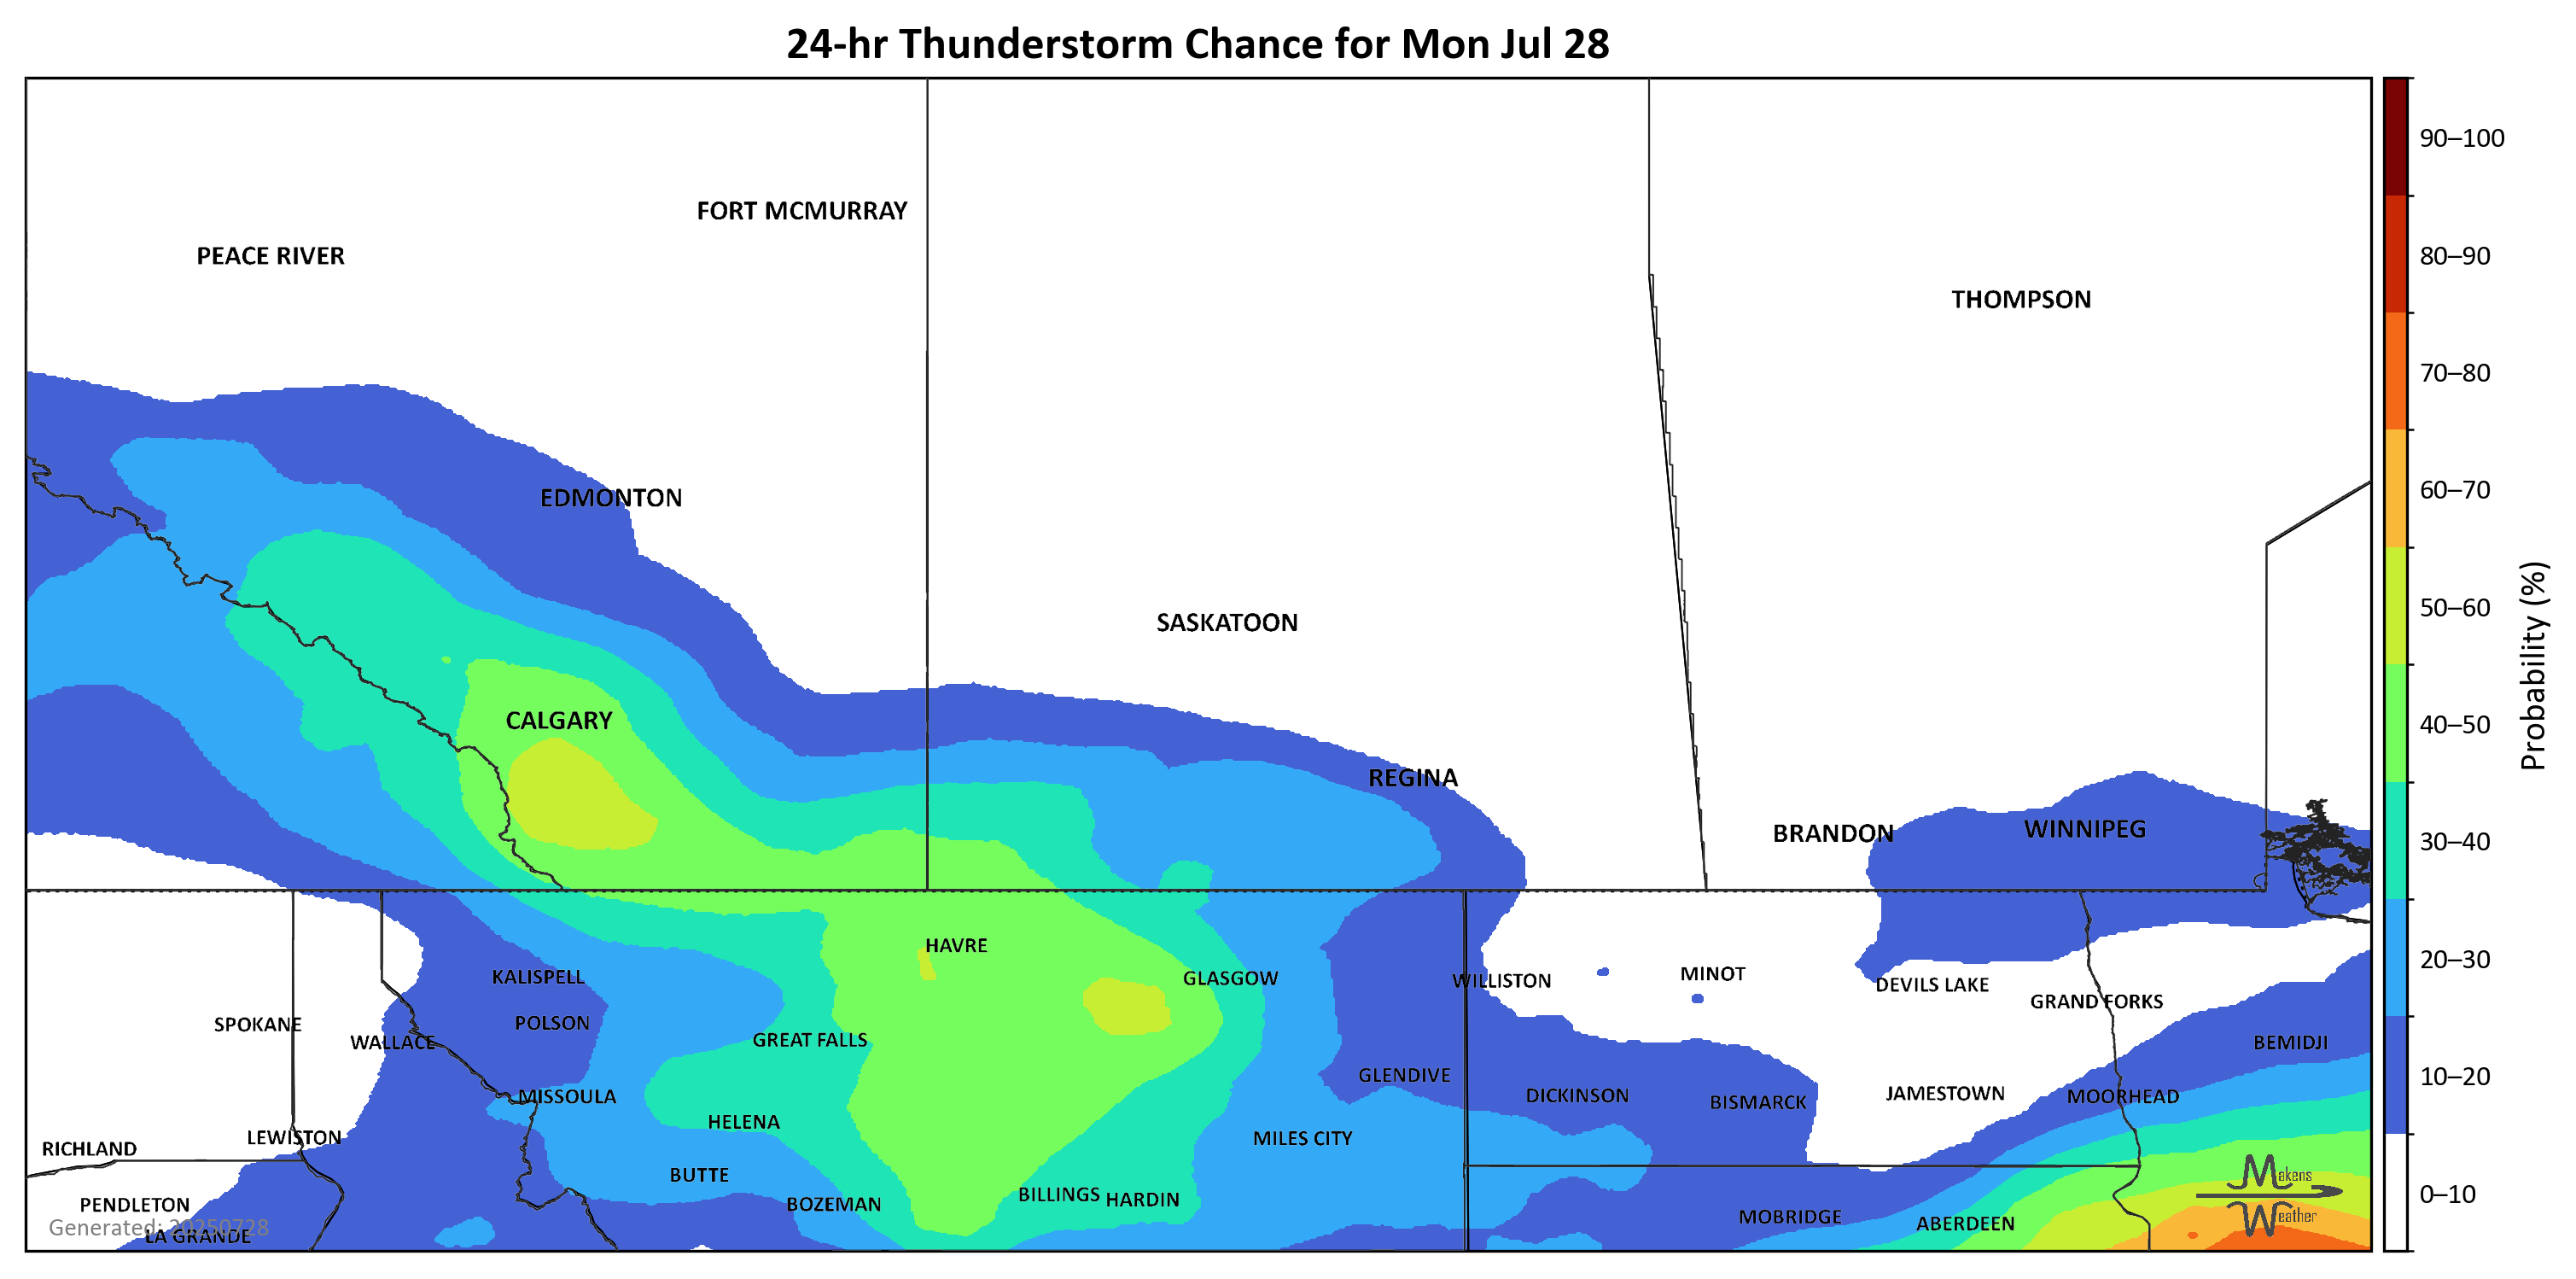 24-hr Thunderstorm Chance for Mon Jul 28
90–100
FORT MCMURRAY
PEACE RIVER
80–90
THOMPSON
70–80
EDMONTON
60–70
50–60
SASKATOON
Probability (%)
CALGARY
40–50
REGINA
BRANDON
WINNIPEG
30–40
HAVRE
20–30
KALISPELL
GLASGOW
WILLISTON
MINOT
DEVILS LAKE
GRAND FORKS
SPOKANE
POLSON
WALLACE
GREAT FALLS
BEMIDJI
GLENDIVE
10–20
MISSOULA
DICKINSON
BISMARCK
JAMESTOWN
MOORHEAD
HELENA
LEWISTON
MILES CITY
RICHLAND
BUTTE
Makens
0–10
BILLINGS
HARDIN
PENDLETON
BOZEMAN
MOBRIDGE
ABERDEEN
Weather
Generated: 20250728
LA GRANDE